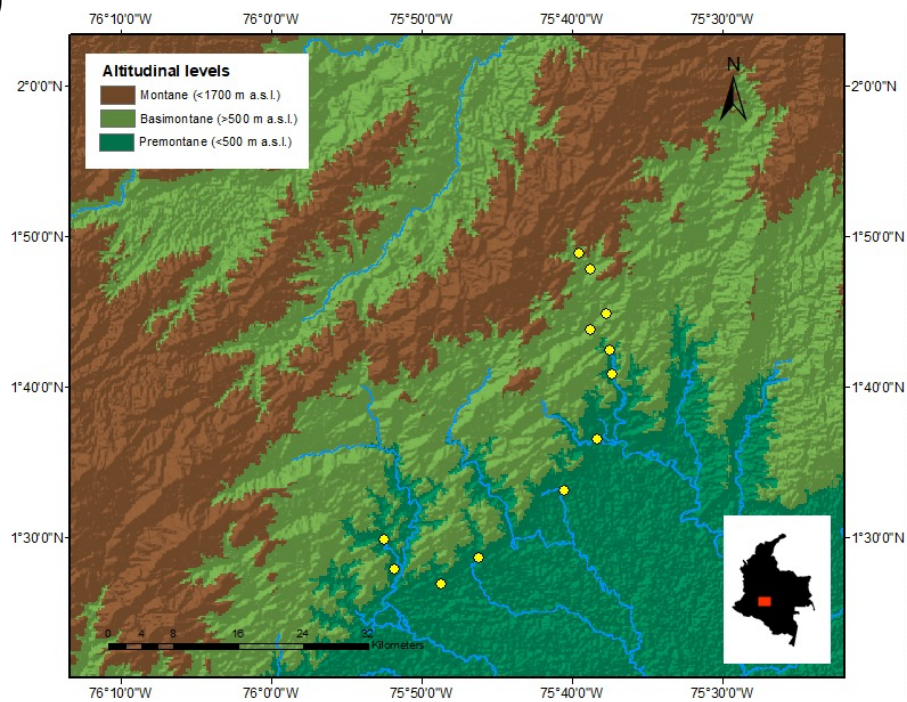 76°10'0"W 76°0'0"W 75°50'0"W 75°40'0"W 75°30'0"W
Altitudinal levels
Montane (<1700 m a.s.l.)
Basimontane (>500 m a.s.l.)
Premontane (<500 m a.s.l.)
N
2°00'0"N 2°00'0"N
1°50'0"N 1°50'0"N
1°40'0"N 1°40'0"N
1°30'0"N 1°30'0"N
0 4 8 16 24 32
Kilometers
76°10'0"W 76°0'0"W 75°50'0"W 75°40'0"W 75°30'0"W